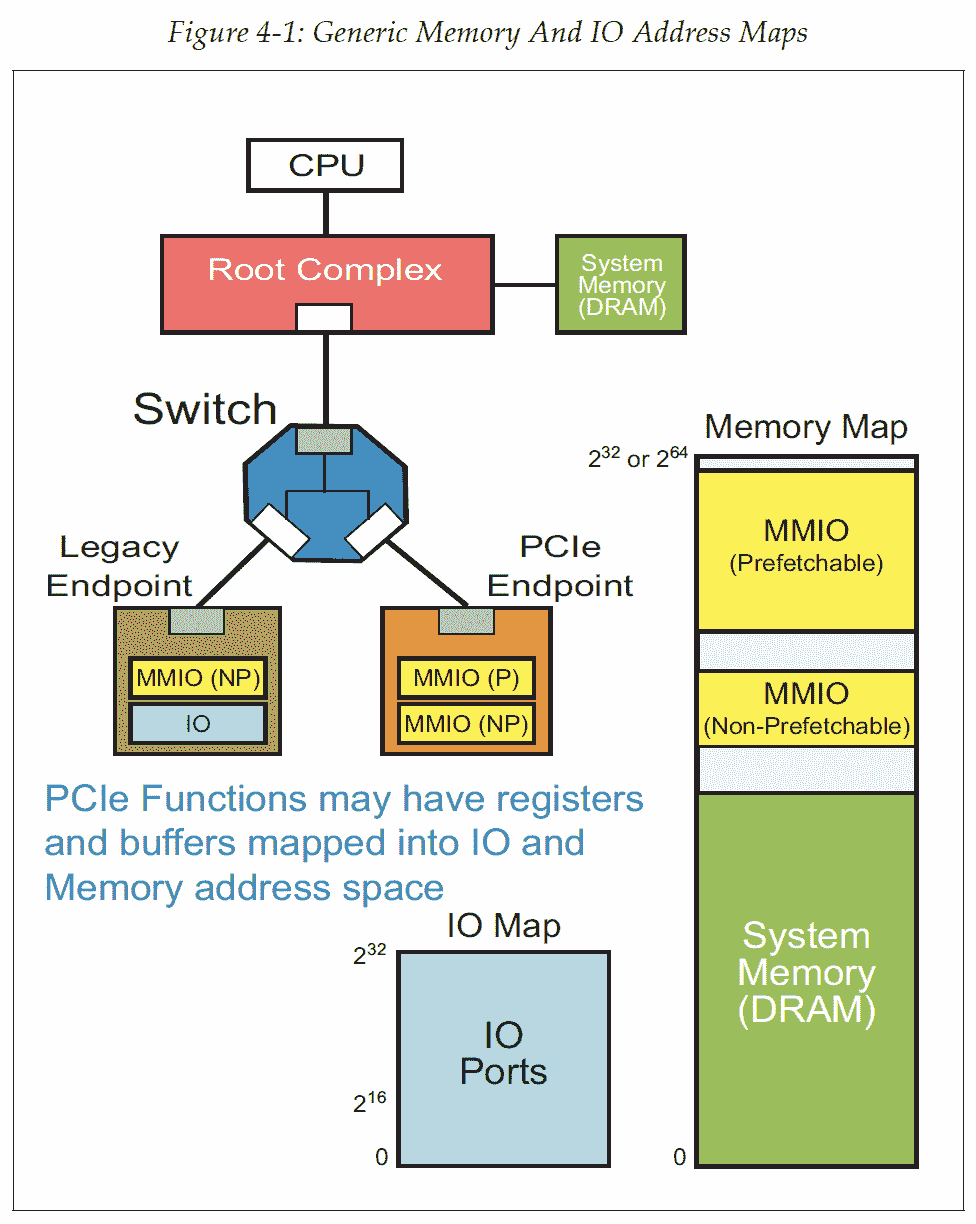 Figure 4-1: Generic Memory And IO Address Maps
CPU
Root Complex
System
Memory
(DRAM)
Switch
Legacy
Endpoint
PCIe
Endpoint
MMIO (NP)
IO
MMIO (P)
MMIO (NP)
PCIe Functions may have registers
and buffers mapped into IO and
Memory address space
IO Map
2³²
IO
Ports
2¹⁶
0
Memory Map
2³² or 2⁶⁴
MMIO
(Prefetchable)
MMIO
(Non-Prefetchable)
System
Memory
(DRAM)
0